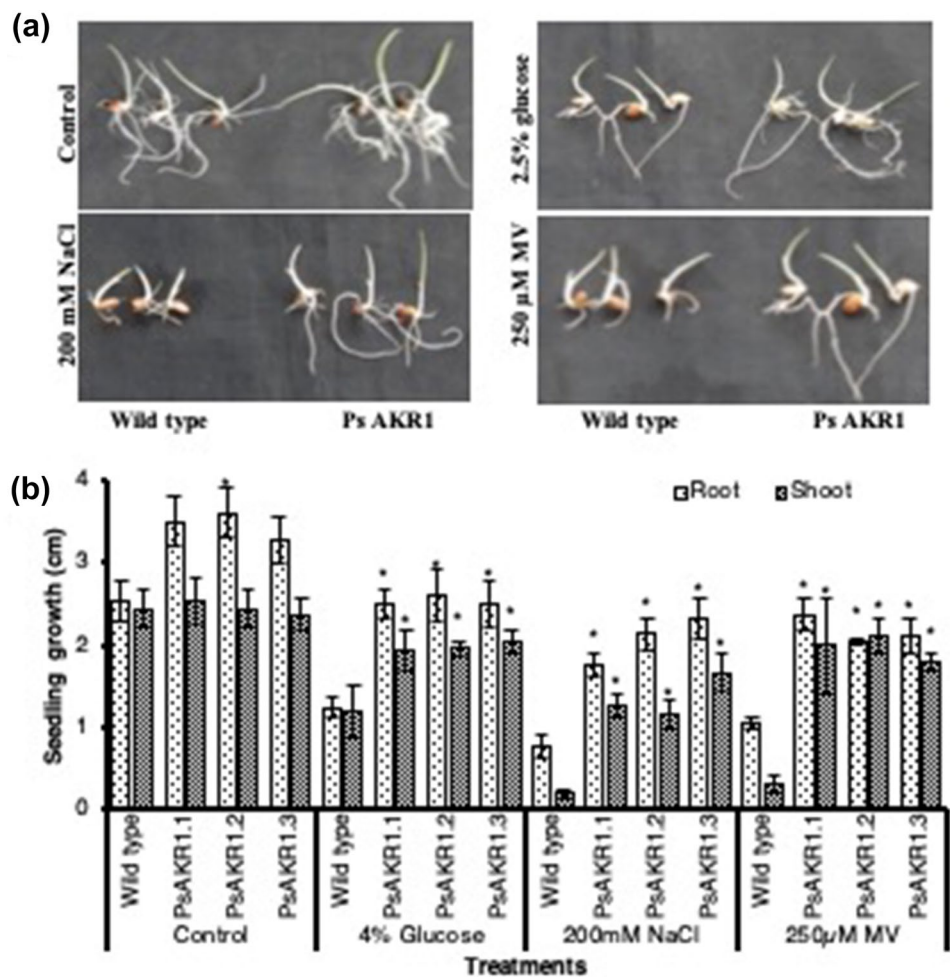 (a)
Control
2.5% glucose
200 mM NaCl
250 µM MV
Wild type
Ps AKR1
Wild type
Ps AKR1
(b)
Seedling growth (cm)
4
3
2
1
0
Root
Shoot
* * * * * * * * * * * * * * * * * * *
Wild type
PsAKR1.1
PsAKR1.2
PsAKR1.3
Wild type
PsAKR1.1
PsAKR1.2
PsAKR1.3
Wild type
PsAKR1.1
PsAKR1.2
PsAKR1.3
Wild type
PsAKR1.1
PsAKR1.2
PsAKR1.3
Control
4% Glucose
200mM NaCl
250µM MV
Treatments